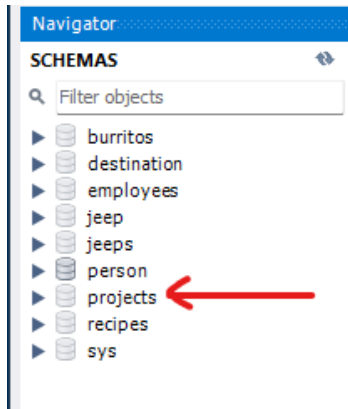 Navigator
SCHEMAS
Filter objects
burritos
destination
employees
jeep
jeeps
person
projects
recipes
sys